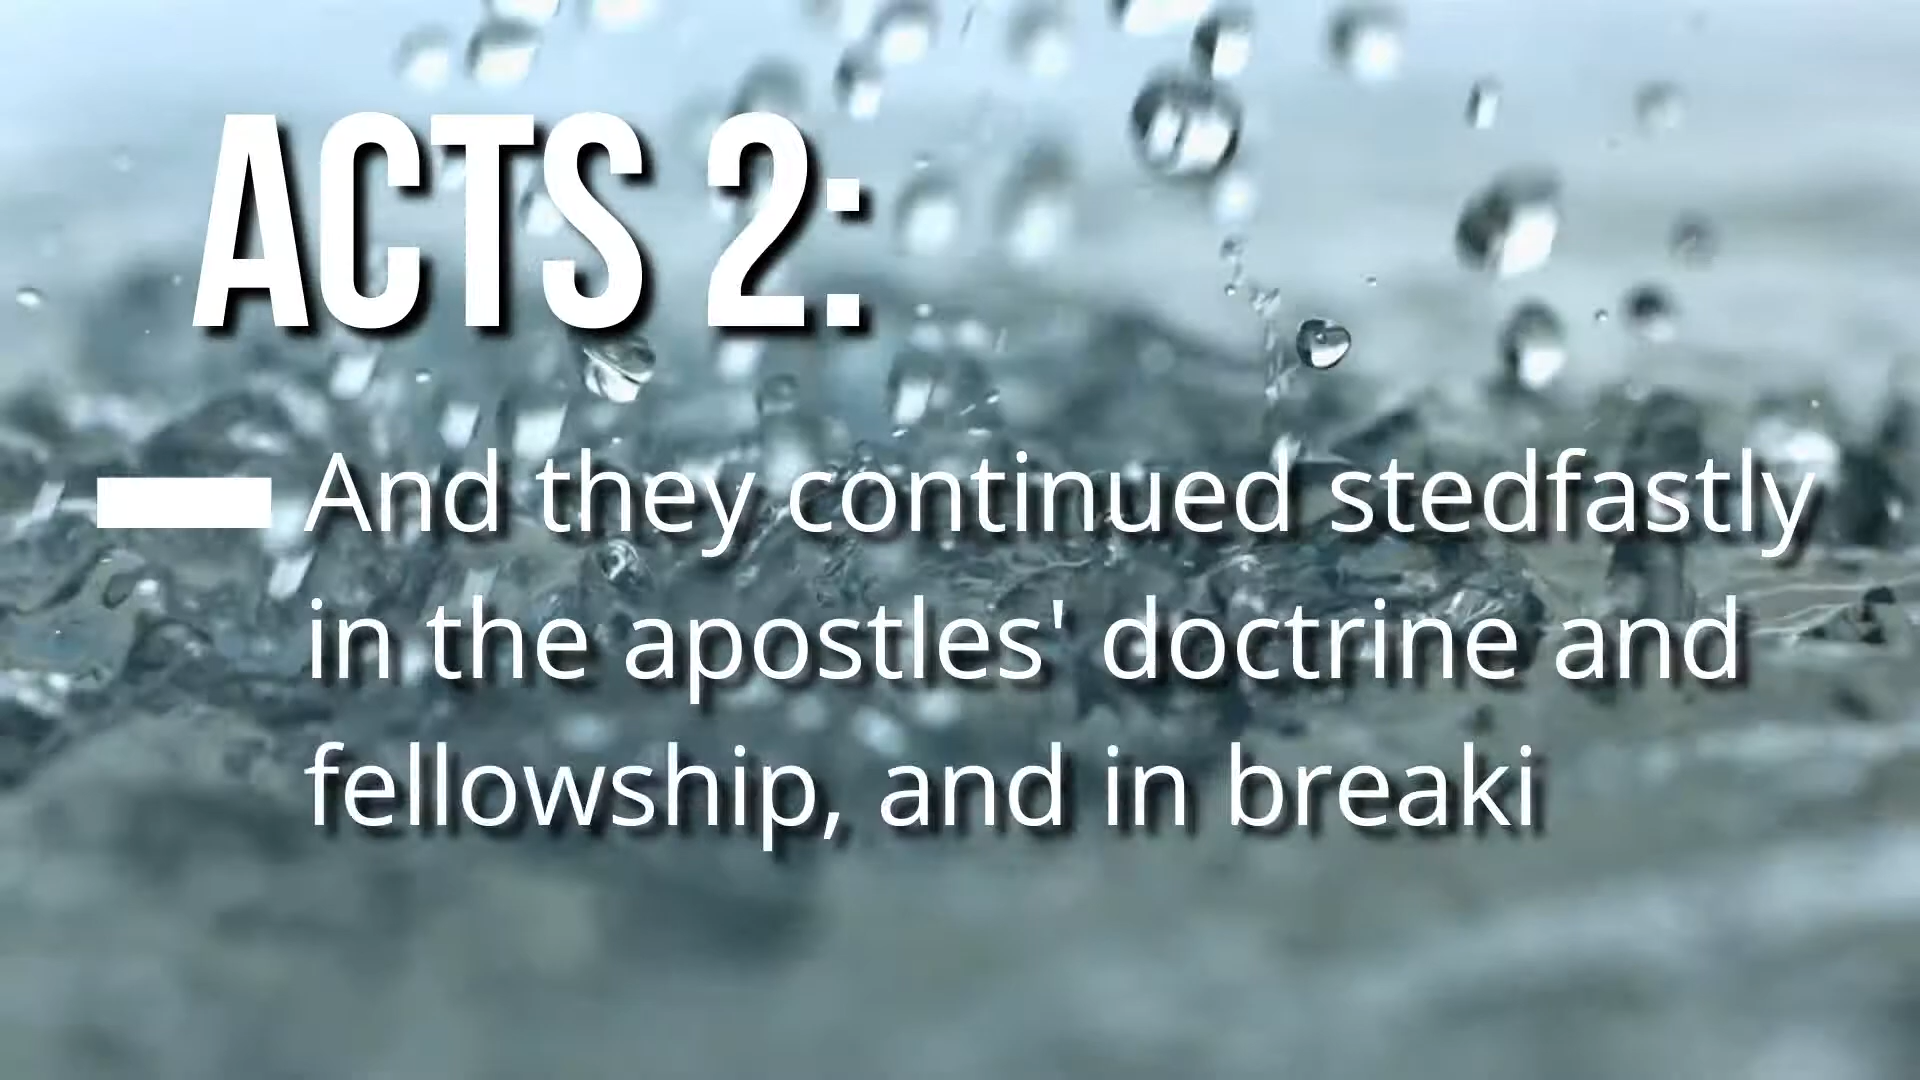 ACTS 2:
And they continued stedfastly
in the apostles' doctrine and
fellowship, and in breaki